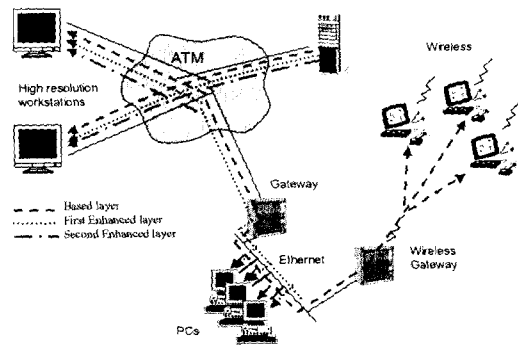 ATM
Wireless
High resolution
workstations
Gateway
Based layer
First Enhanced layer
Second Enhanced layer
Ethernet
Wireless
Gateway
PCs